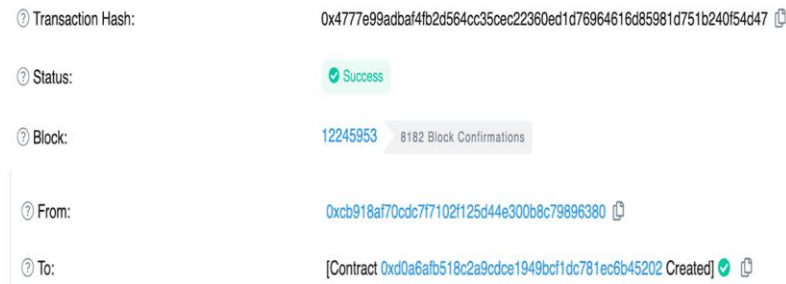 Transaction Hash: 0x4777e99adbaf4fb2d564cc35cec22360ed1d76964616d85981d751b240f54d47
Status: Success
Block: 12245953 8182 Block Confirmations
From: 0xcb918af70cdc7f7102f125d44e300b8c79896380
To: [Contract 0xd0a6afb518c2a9cdce1949bcf1dc781ec6b45202 Created]